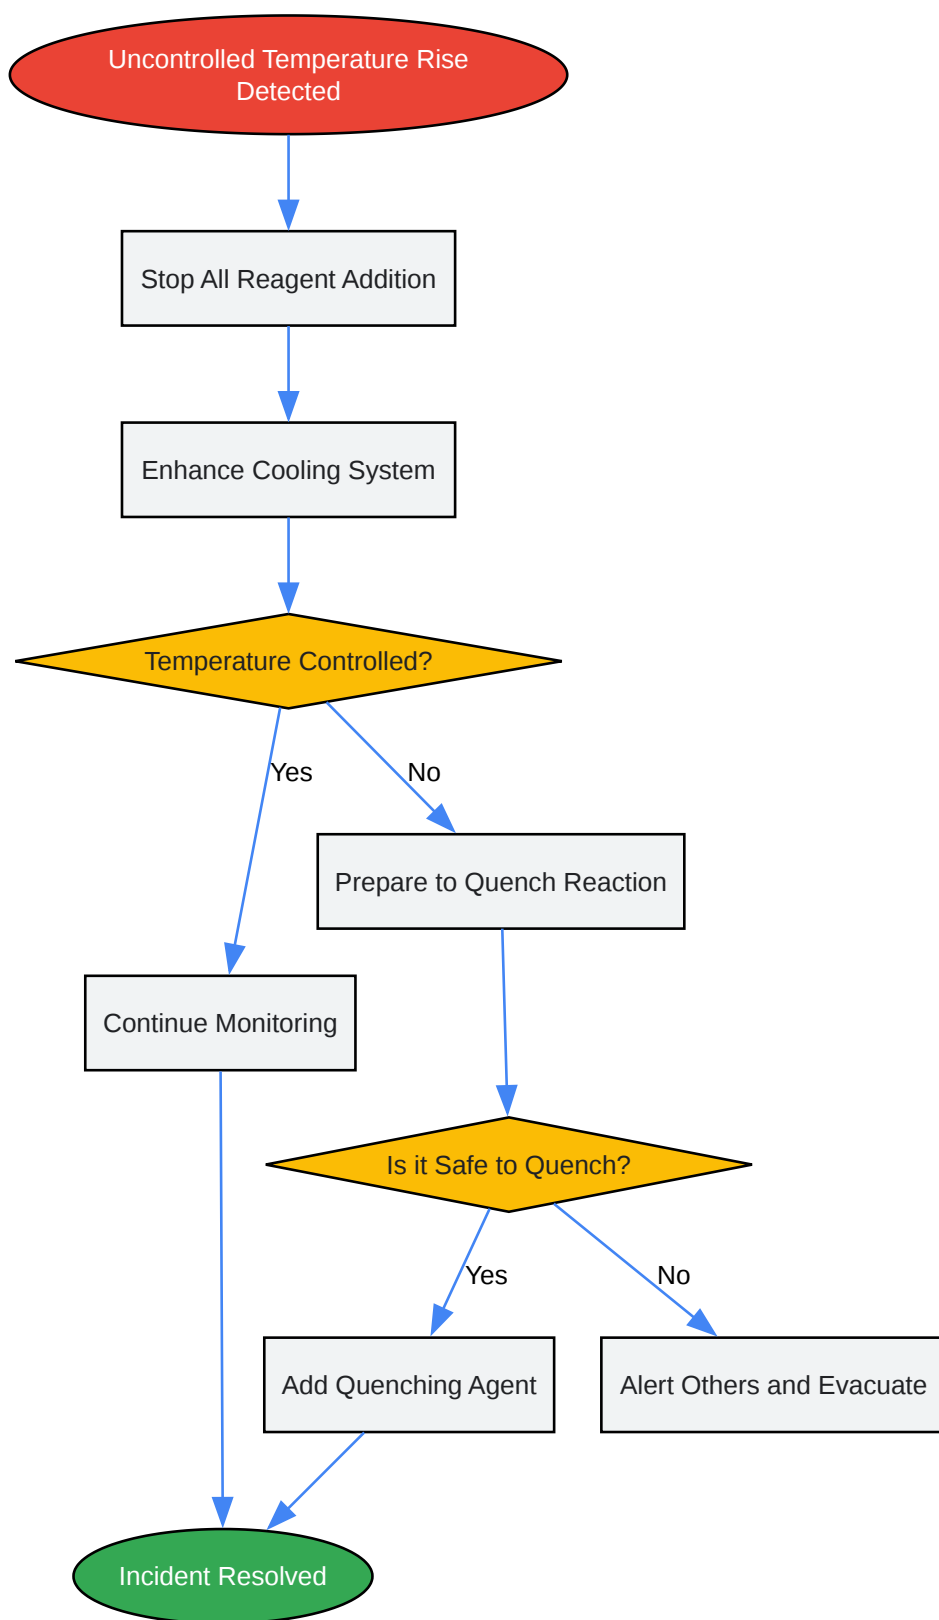 Uncontrolled Temperature Rise
Detected
Stop All Reagent Addition
Enhance Cooling System
Temperature Controlled?
Yes
No
Prepare to Quench Reaction
Continue Monitoring
Is it Safe to Quench?
Yes
No
Add Quenching Agent
Alert Others and Evacuate
Incident Resolved